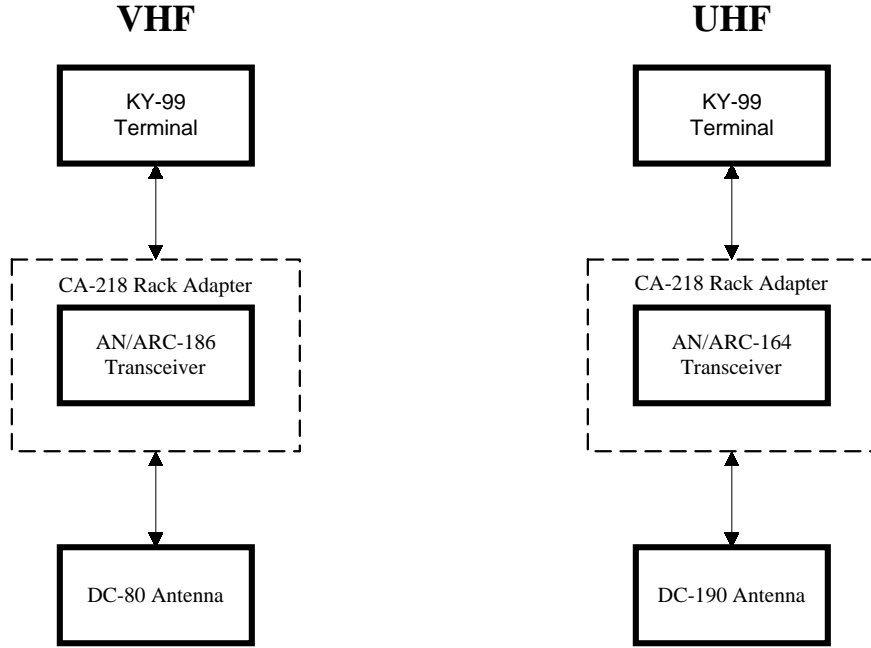 VHF
KY-99
Terminal
CA-218 Rack Adapter
AN/ARC-186
Transceiver
DC-80 Antenna
UHF
KY-99
Terminal
CA-218 Rack Adapter
AN/ARC-164
Transceiver
DC-190 Antenna